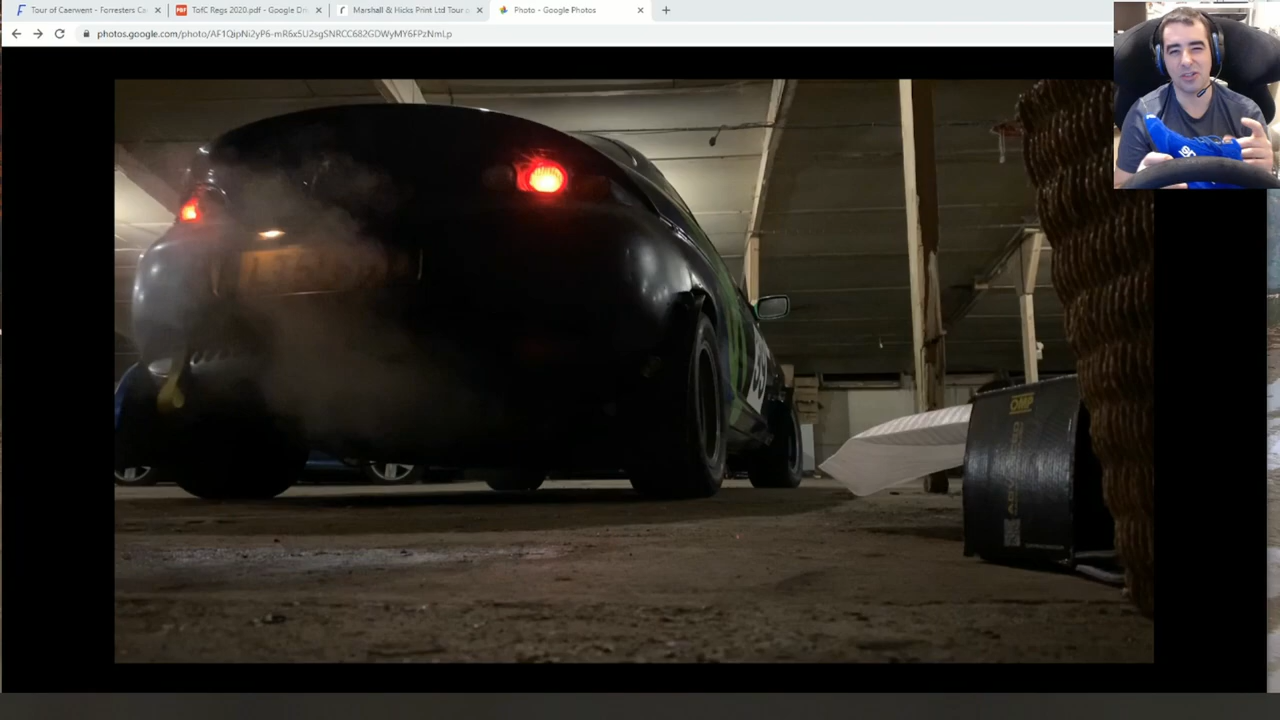 Tour of Caerwent - Forresters Ca
TofC Regs 2020.pdf - Google Dri
Marshall & Hicks Print Ltd Tour o
Photo - Google Photos
photos.google.com/photo/AF1QipNi2yP6-mR6x5U2sgSNRCC682GDWyMY6FPzNmLp
OMP